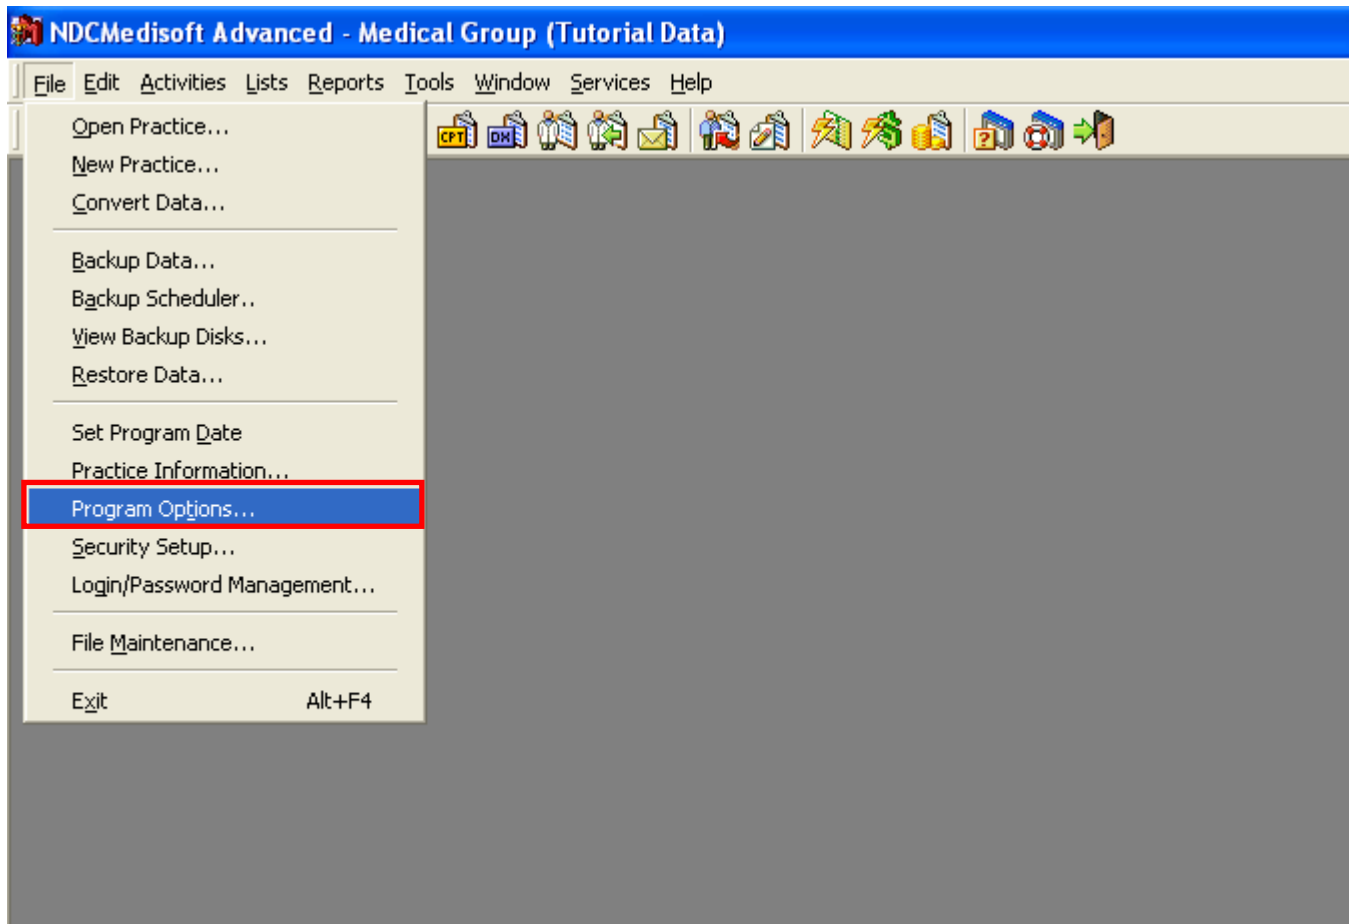 NDCMedisoft Advanced - Medical Group (Tutorial Data)
File Edit Activities Lists Reports Tools Window Services Help
CPT DX ?
Open Practice...
New Practice...
Convert Data...
Backup Data...
Backup Scheduler..
View Backup Disks...
Restore Data...
Set Program Date
Practice Information...
Program Options...
Security Setup...
Login/Password Management...
File Maintenance...
Exit Alt+F4